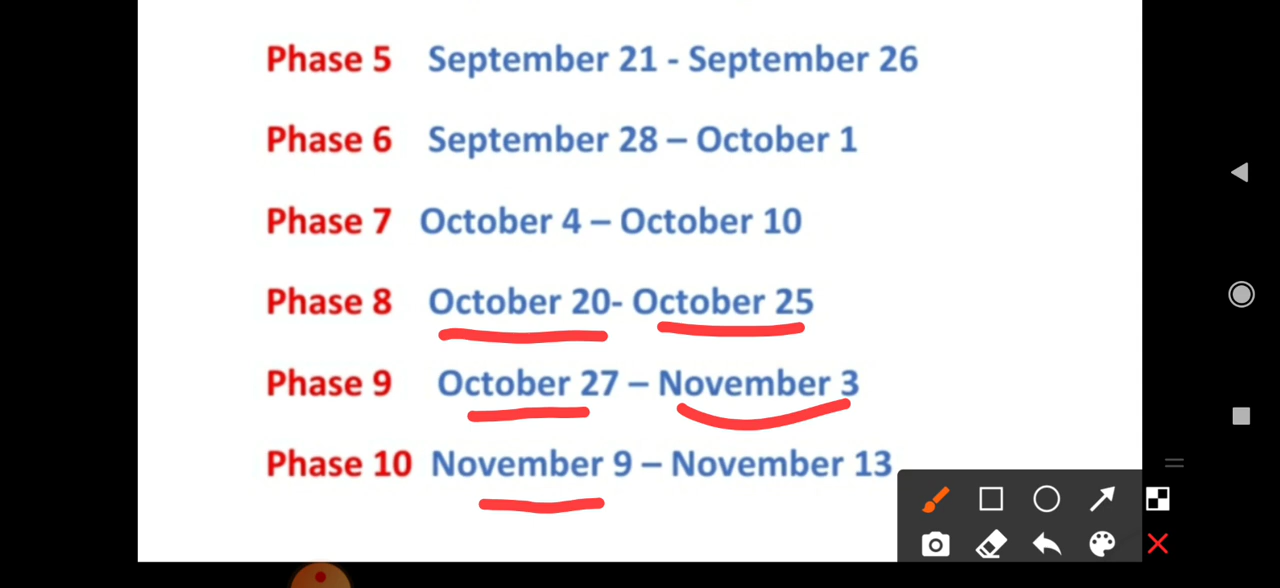 Phase 5 September 21 - September 26
Phase 6 September 28 – October 1
Phase 7 October 4 – October 10
Phase 8 October 20- October 25
Phase 9 October 27 – November 3
Phase 10 November 9 – November 13